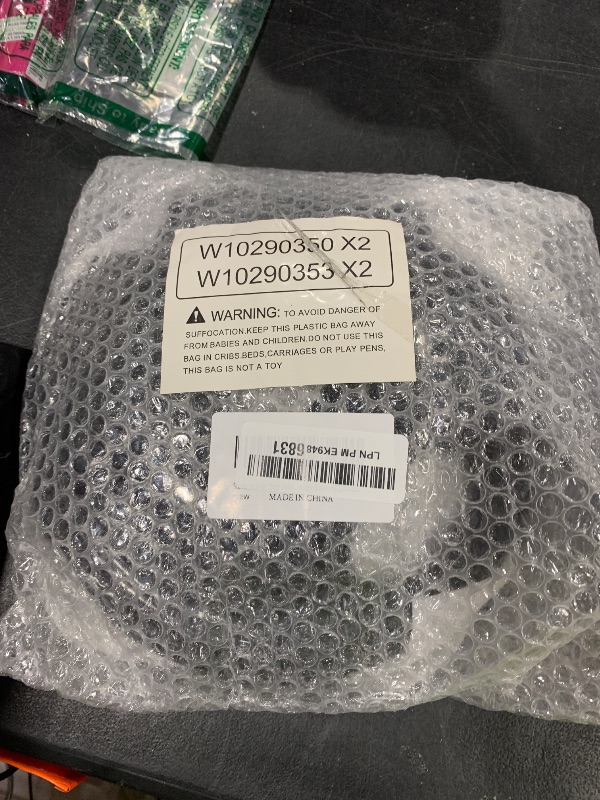 W10290350 X2
W10290353 X2
WARNING: TO AVOID DANGER OF
SUFFOCATION.KEEP THIS PLASTIC BAG AWAY
FROM BABIES AND CHILDREN.DO NOT USE THIS
BAG IN CRIBS.BEDS,CARRIAGES OR PLAY PENS,
THIS BAG IS NOT A TOY
LPN PM EK9486831
MADE IN CHINA